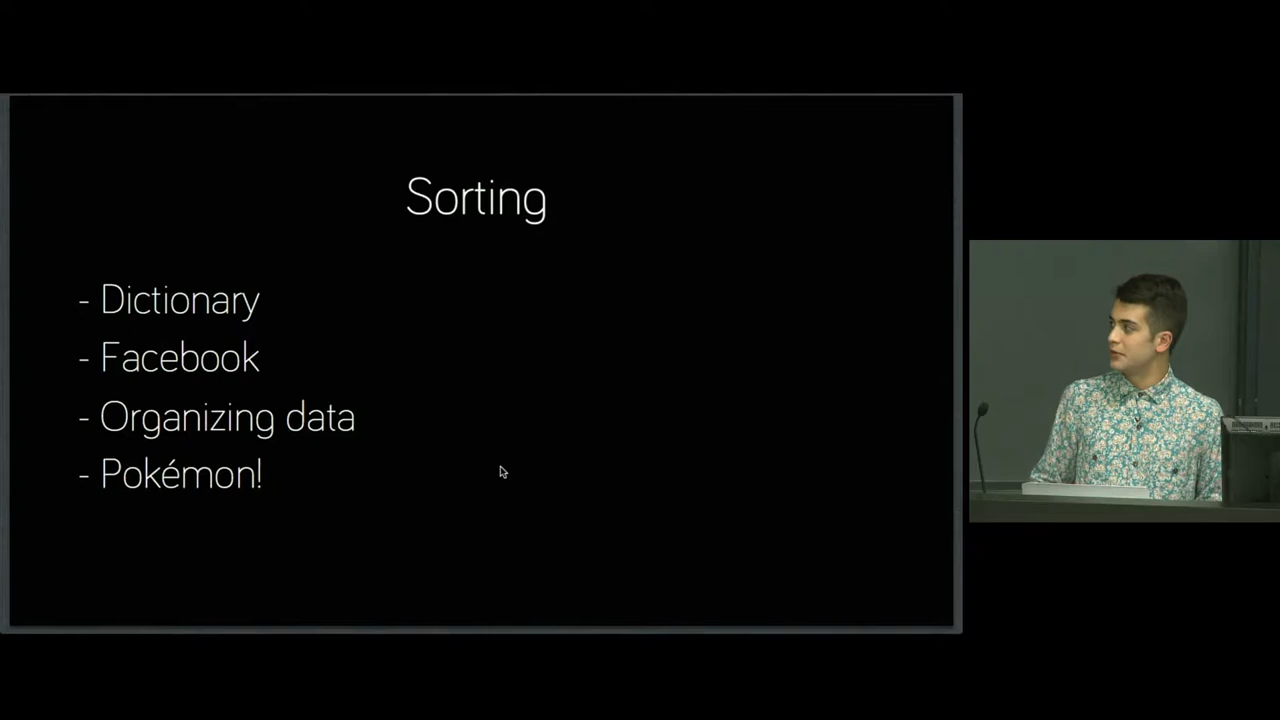 Sorting
- Dictionary
- Facebook
- Organizing data
- Pokémon!